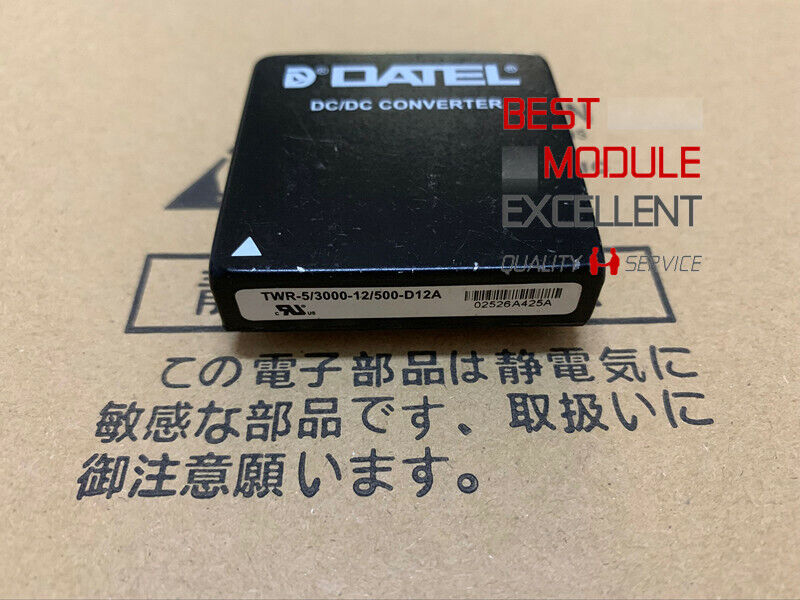 D® DATEL®
DC/DC CONVERTER
BEST
MODULE
EXCELLENT
QUALITY SERVICE
TWR-5/3000-12/500-D12A
02526A425A
c RU us
この電子部品は静電気に
敏感な部品です、取扱いに
御注意願います。